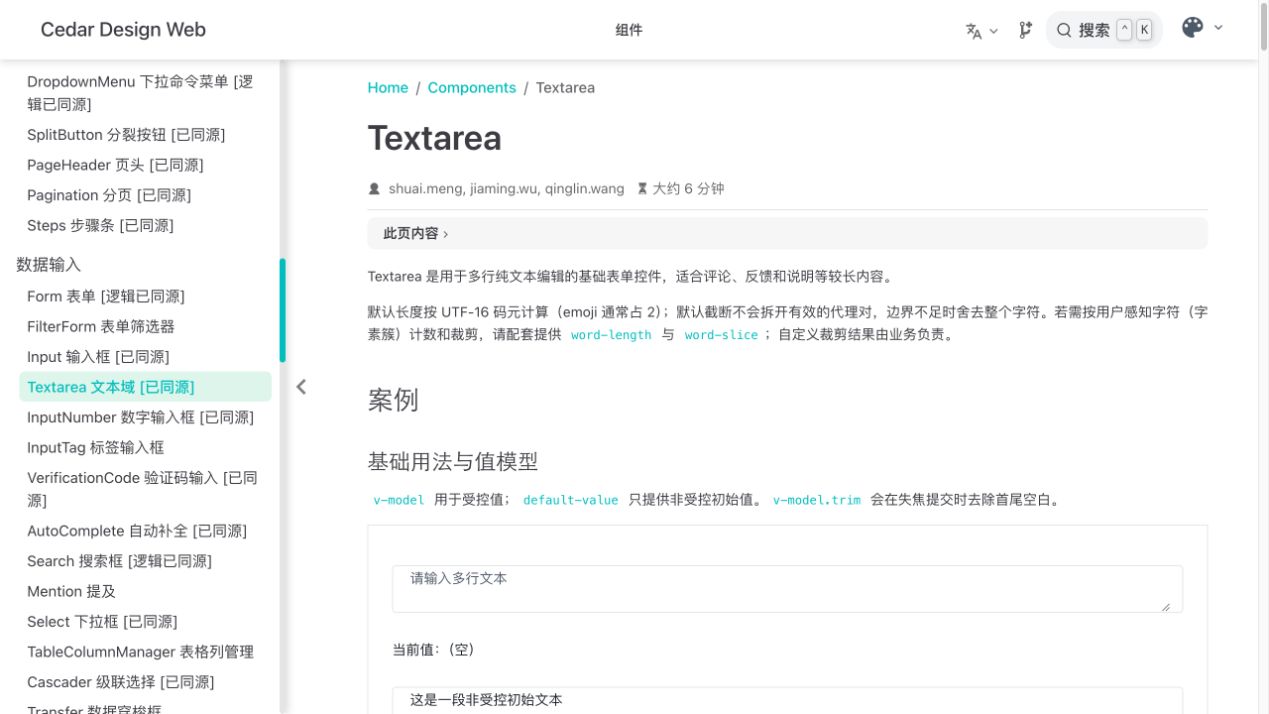 Cedar Design Web
组件
搜索 ^ K
DropdownMenu 下拉命令菜单 [逻
辑已同源]
SplitButton 分裂按钮 [已同源]
PageHeader 页头 [已同源]
Pagination 分页 [已同源]
Steps 步骤条 [已同源]
数据输入
Form 表单 [逻辑已同源]
FilterForm 表单筛选器
Input 输入框 [已同源]
Textarea 文本域 [已同源]
InputNumber 数字输入框 [已同源]
InputTag 标签输入框
VerificationCode 验证码输入 [已同
源]
AutoComplete 自动补全 [已同源]
Search 搜索框 [逻辑已同源]
Mention 提及
Select 下拉框 [已同源]
TableColumnManager 表格列管理
Cascader 级联选择 [已同源]
Transfer 数据穿梭框
Home / Components / Textarea
Textarea
shuai.meng, jiaming.wu, qinglin.wang 大约 6 分钟
此页内容 ›
Textarea 是用于多行纯文本编辑的基础表单控件，适合评论、反馈和说明等较长内容。
默认长度按 UTF-16 码元计算（emoji 通常占 2）；默认截断不会拆开有效的代理对，边界不足时舍去整个字符。若需按用户感知字符（字
素簇）计数和裁剪，请配套提供 word-length 与 word-slice ；自定义裁剪结果由业务负责。
案例
基础用法与值模型
v-model 用于受控值； default-value 只提供非受控初始值。 v-model.trim 会在失焦提交时去除首尾空白。
请输入多行文本
当前值：（空）
这是一段非受控初始文本